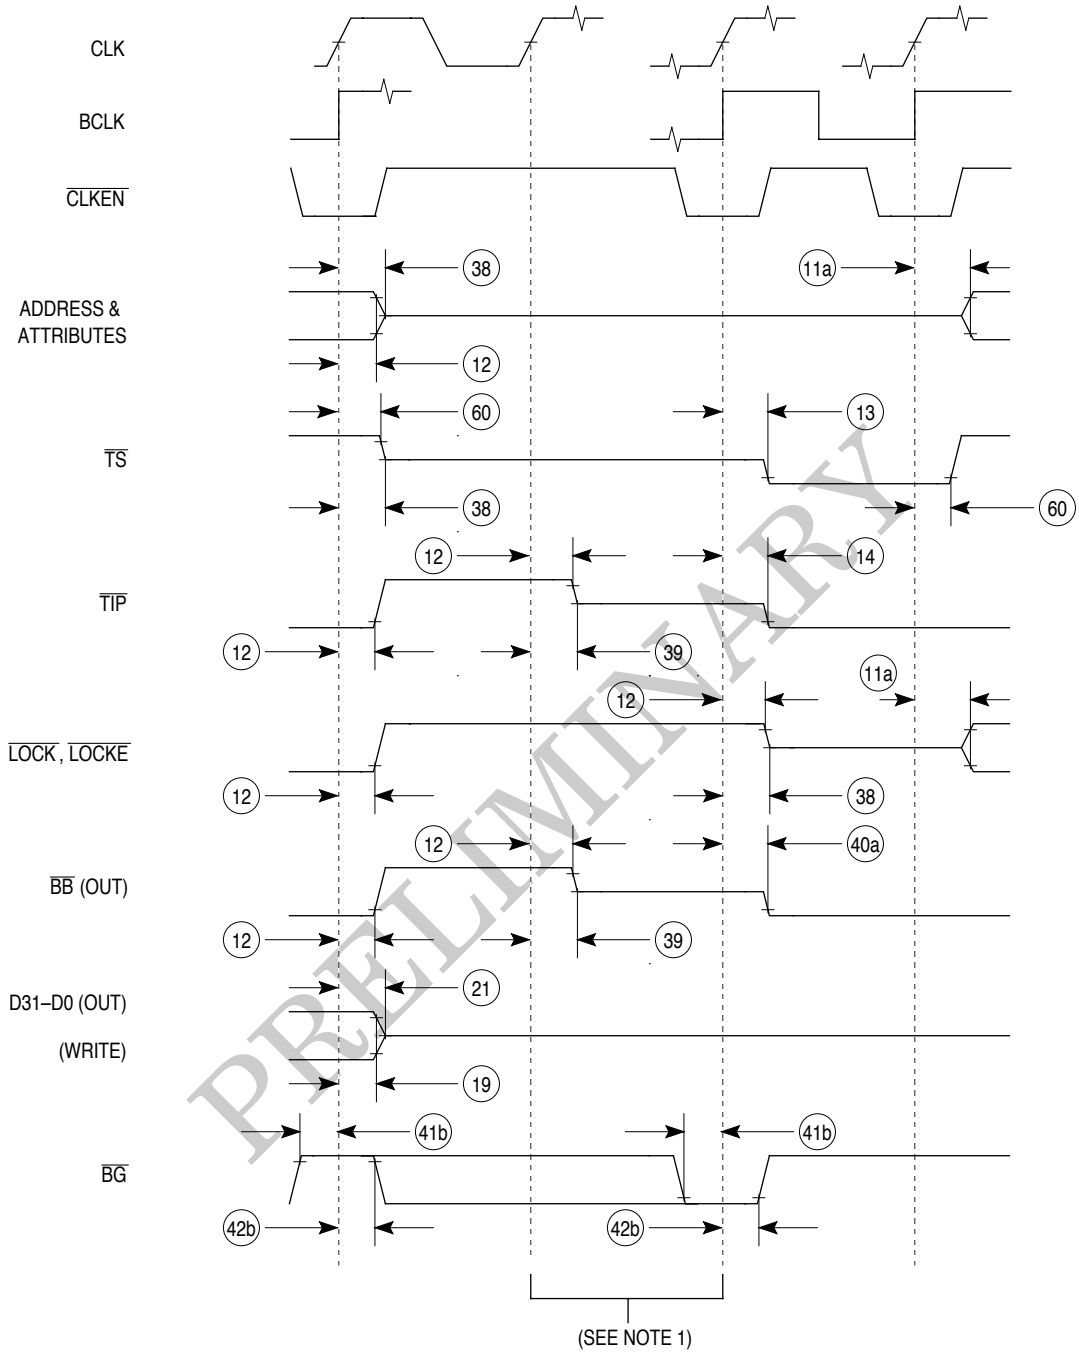 CLK
BCLK
CLKEN
38
11a
ADDRESS &
ATTRIBUTES
12
60
13
TS
38
60
12
14
TIP
12
39
11a
12
LOCK, LOCKE
12
38
12
40a
BB (OUT)
12
39
21
D31–D0 (OUT)
(WRITE)
19
41b
41b
BG
42b
42b
(SEE NOTE 1)
PRELIMINARY